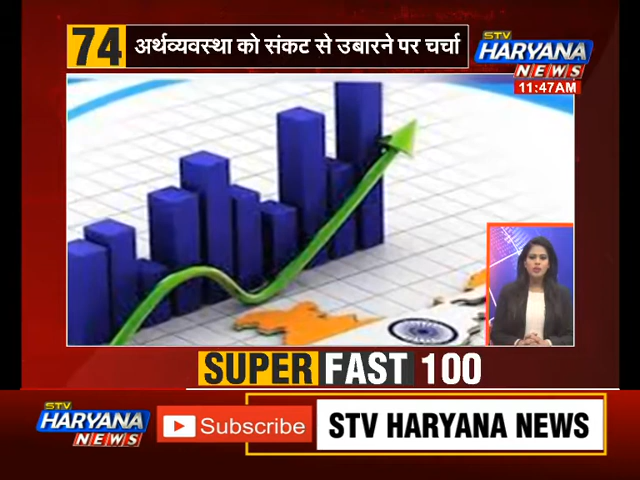 74 अर्थव्यवस्था को संकट से उबारने पर चर्चा
STV
HARYANA
NEWS
11:47AM
SUPER FAST 100
STV
HARYANA
NEWS
Subscribe
STV HARYANA NEWS